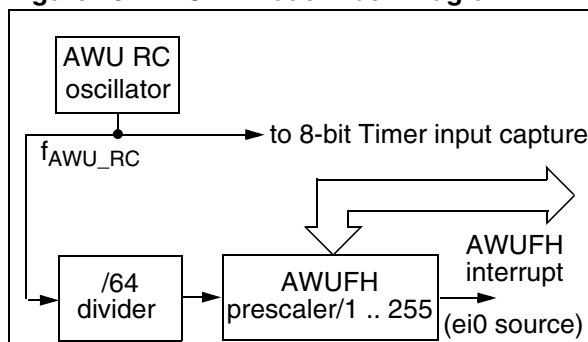 AWU RC
oscillator
to 8-bit Timer input capture
fAWU_RC
/64
divider
AWUFH
prescaler/1 .. 255
AWUFH
interrupt
(ei0 source)